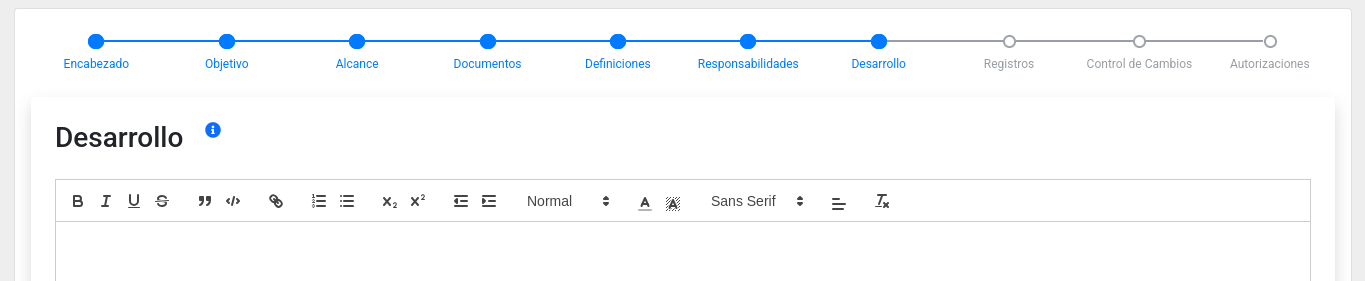 Encabezado Objetivo Alcance Documentos Definiciones Responsabilidades Desarrollo Registros Control de Cambios Autorizaciones
Desarrollo
Normal Sans Serif